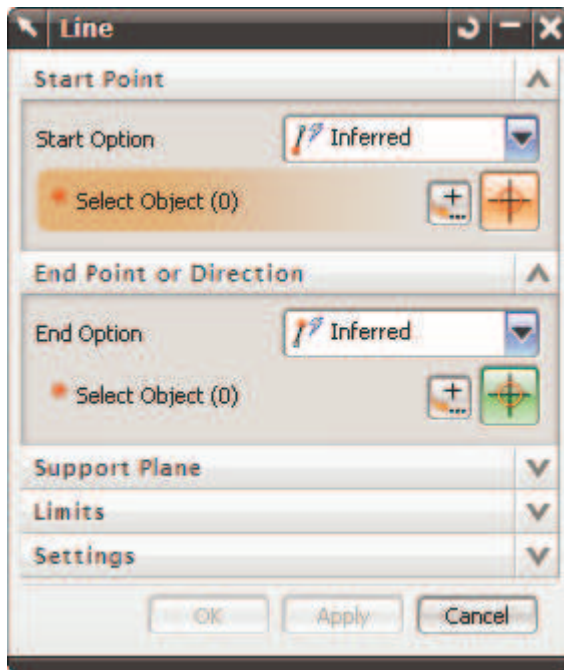 Line
Start Point
Start Option
Inferred
* Select Object (0)
End Point or Direction
End Option
Inferred
* Select Object (0)
Support Plane
Limits
Settings
OK Apply Cancel